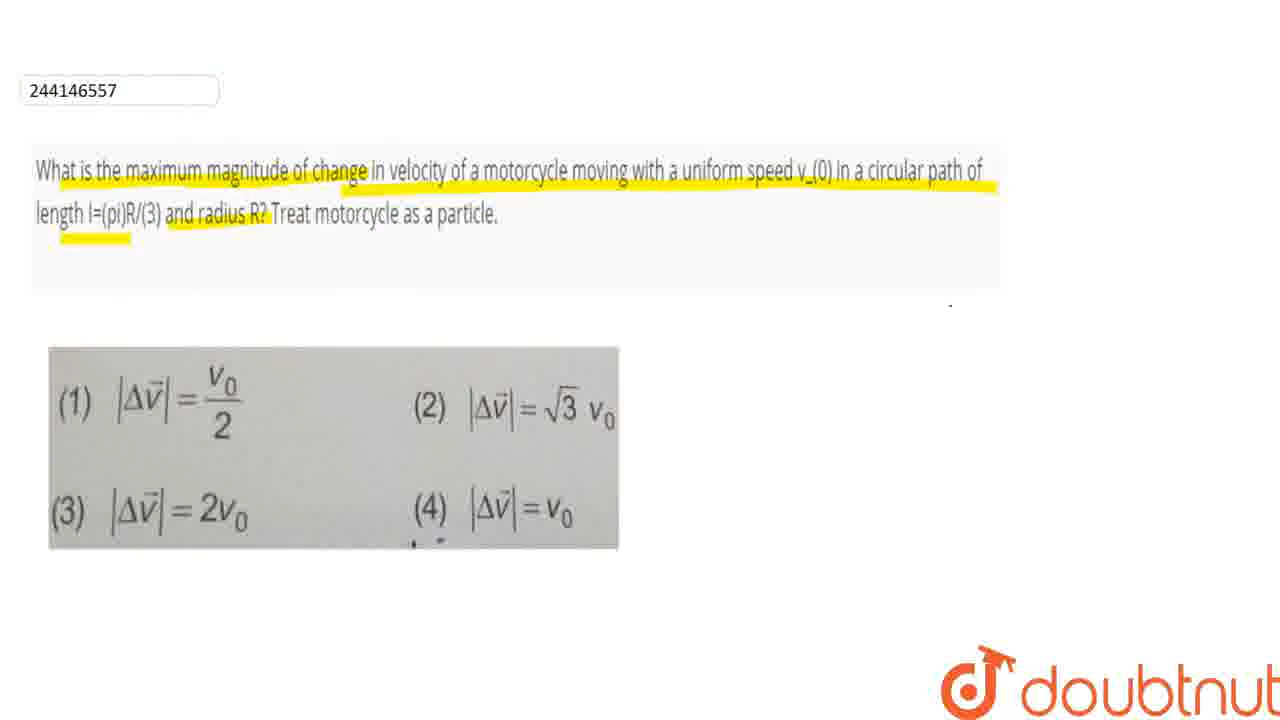 244146557
What is the maximum magnitude of change in velocity of a motorcycle moving with a uniform speed v_(0) in a circular path of
length l=(pi)R/(3) and radius R? Treat motorcycle as a particle.
(1) |Δv⃗| = v₀/2 (2) |Δv⃗| = √3 v₀
(3) |Δv⃗| = 2v₀ (4) |Δv⃗| = v₀
doubtnut